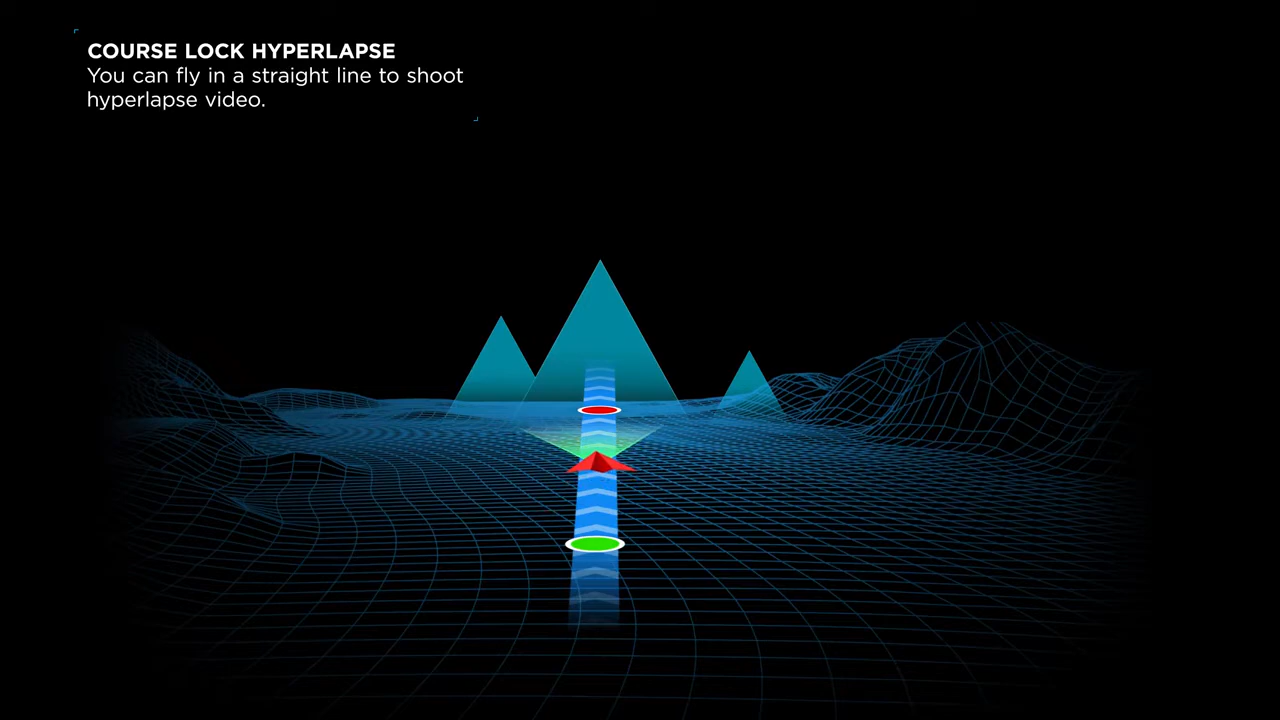 COURSE LOCK HYPERLAPSE
You can fly in a straight line to shoot
hyperlapse video.